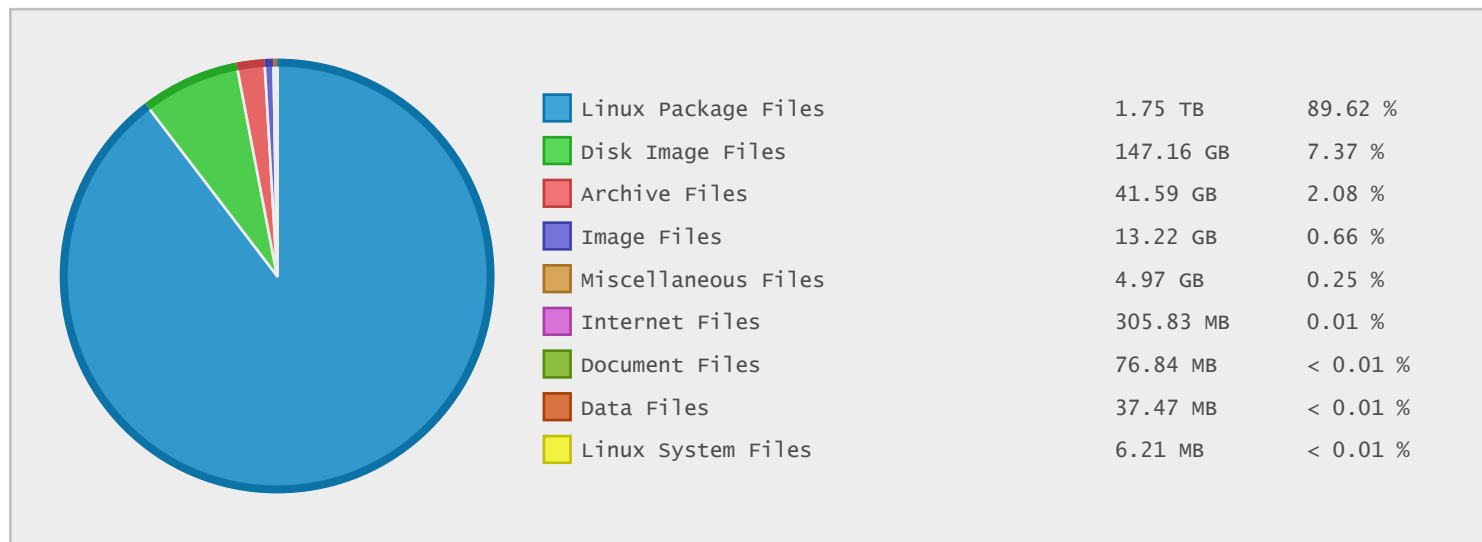 Linux Package Files 1.75 TB 89.62 %
Disk Image Files 147.16 GB 7.37 %
Archive Files 41.59 GB 2.08 %
Image Files 13.22 GB 0.66 %
Miscellaneous Files 4.97 GB 0.25 %
Internet Files 305.83 MB 0.01 %
Document Files 76.84 MB < 0.01 %
Data Files 37.47 MB < 0.01 %
Linux System Files 6.21 MB < 0.01 %